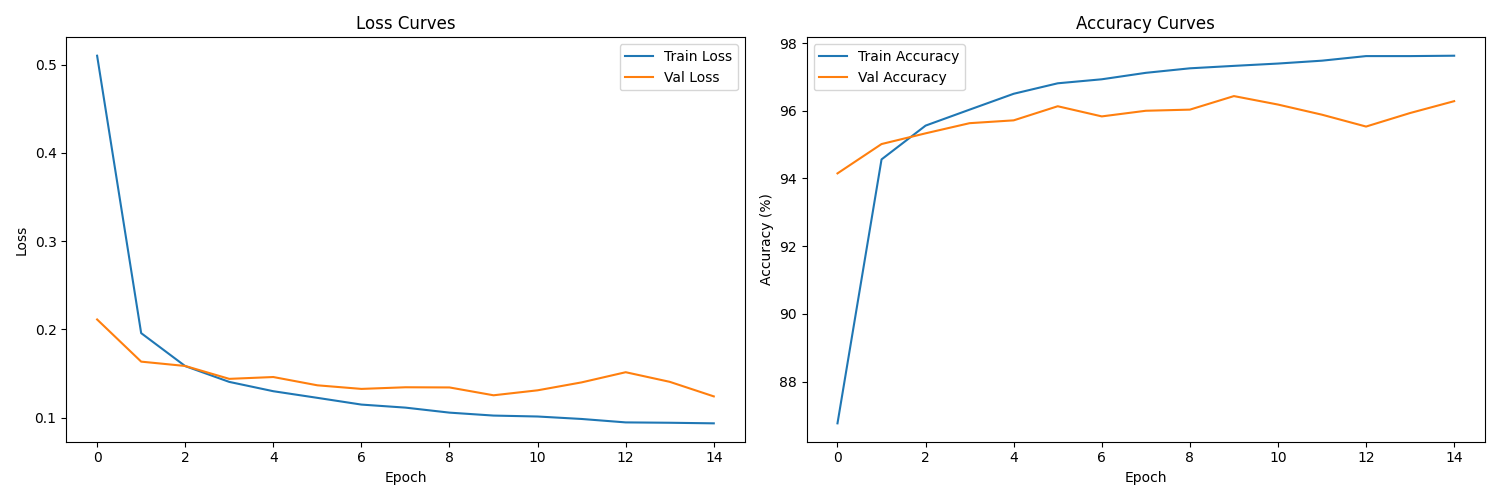 Loss Curves
0.5
0.4
0.3
0.2
0.1
Loss
0 2 4 6 8 10 12 14
Epoch
Train Loss
Val Loss
Accuracy Curves
98
96
94
92
90
88
Accuracy (%)
0 2 4 6 8 10 12 14
Epoch
Train Accuracy
Val Accuracy